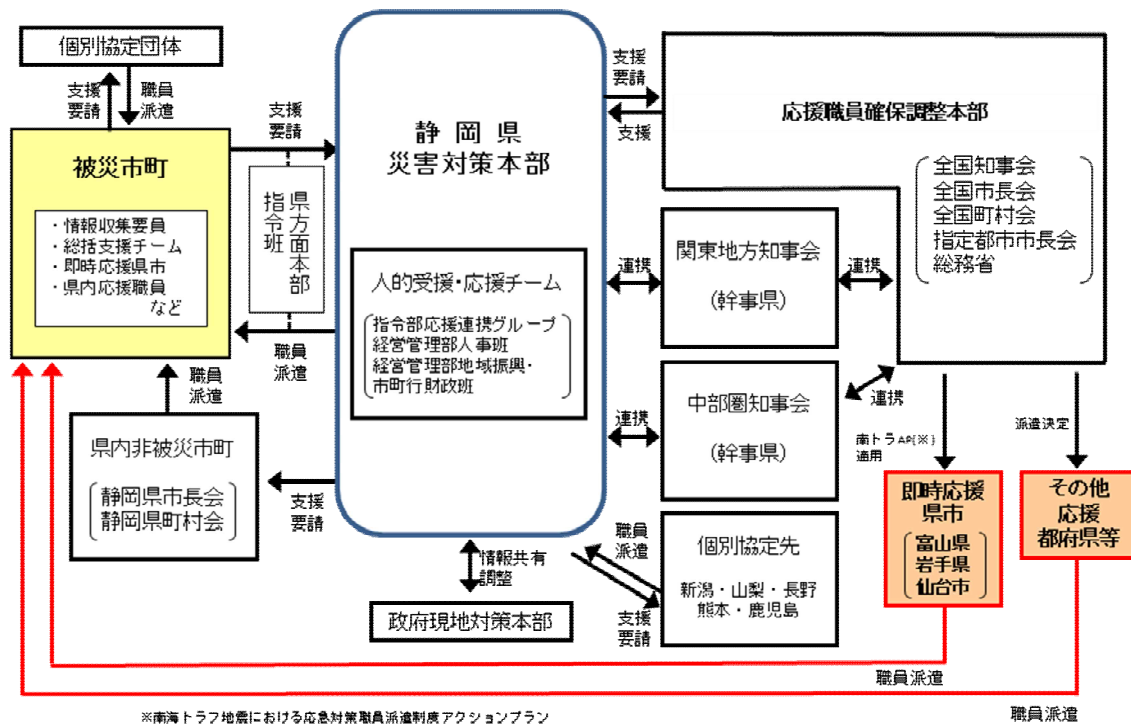 個別協定団体
支援
要請
職員
派遣
被災市町
・情報収集要員
・総括支援チーム
・即時応援県市
・県内応援職員
など
支援
要請
県方面本部
指令班
職員
派遣
職員
派遣
県内非被災市町
静岡県市長会
静岡県町村会
支援
要請
静岡県
災害対策本部
人的受援・応援チーム
指令部応援連携グループ
経営管理部人事班
経営管理部地域振興・
市町行財政班
情報共有
調整
政府現地対策本部
支援
要請
支援
応援職員確保調整本部
全国知事会
全国市長会
全国町村会
指定都市市長会
総務省
連携
関東地方知事会
(幹事県)
連携
連携
中部圏知事会
(幹事県)
連携
職員
派遣
支援
要請
個別協定先
新潟・山梨・長野
熊本・鹿児島
南トラAP(※)
適用
派遣決定
即時応援
県市
富山県
岩手県
仙台市
その他
応援
都府県等
職員派遣
職員派遣
※南海トラフ地震における応急対策職員派遣制度アクションプラン